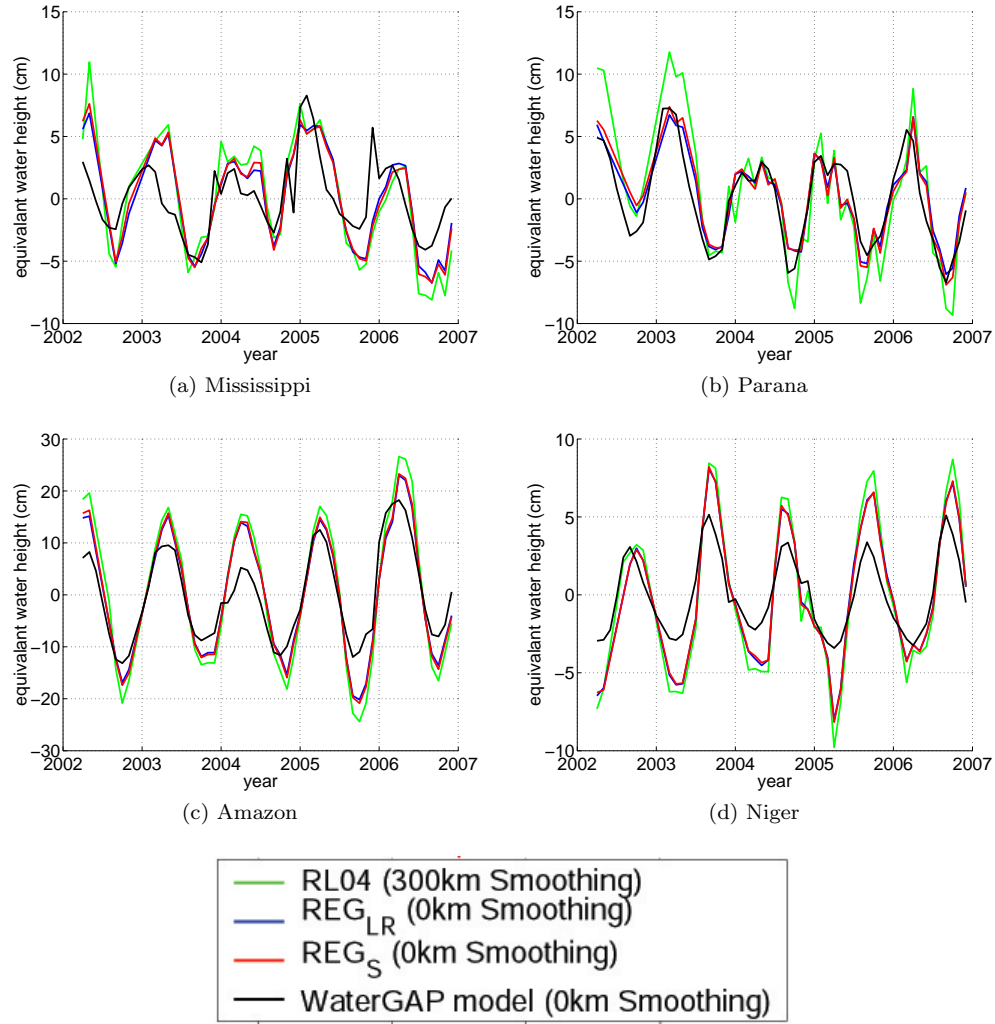 15
10
5
0
−5
−10
equivalant water height (cm)
2002 2003 2004 2005 2006 2007
year
(a) Mississippi
15
10
5
0
−5
−10
equivalant water height (cm)
2002 2003 2004 2005 2006 2007
year
(b) Parana
30
20
10
0
−10
−20
−30
equivalant water height (cm)
2002 2003 2004 2005 2006 2007
year
(c) Amazon
10
5
0
−5
−10
equivalant water height (cm)
2002 2003 2004 2005 2006 2007
year
(d) Niger
RL04 (300km Smoothing)
REG_LR (0km Smoothing)
REG_S (0km Smoothing)
WaterGAP model (0km Smoothing)